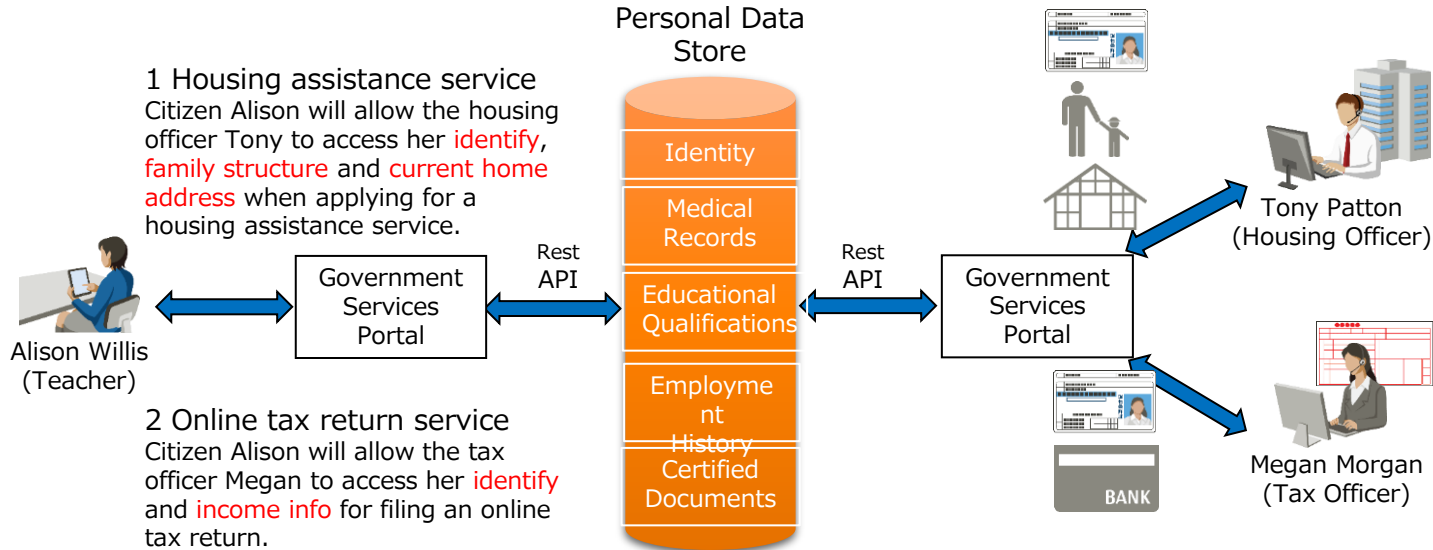 Personal Data
Store
1 Housing assistance service
Citizen Alison will allow the housing
officer Tony to access her identify,
family structure and current home
address when applying for a
housing assistance service.
Alison Willis
(Teacher)
Government
Services
Portal
Rest
API
Identity
Medical
Records
Educational
Qualifications
Employme
nt
History
Certified
Documents
Rest
API
Government
Services
Portal
Tony Patton
(Housing Officer)
2 Online tax return service
Citizen Alison will allow the tax
officer Megan to access her identify
and income info for filing an online
tax return.
BANK
Megan Morgan
(Tax Officer)